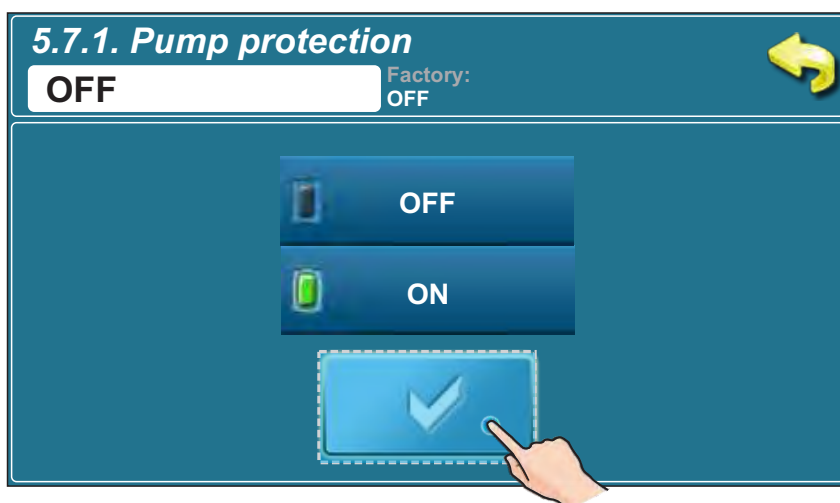 5.7.1. Pump protection
OFF
Factory:
OFF
OFF
ON